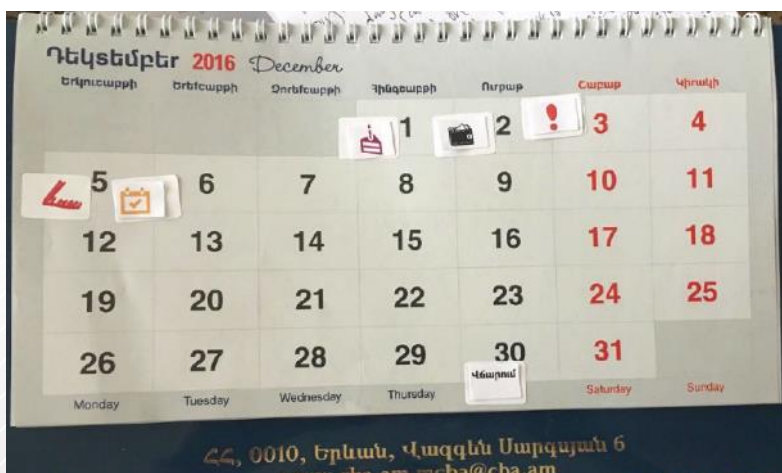 Դեկտեմբեր 2016 December
Երկուշաբթի Երեքշաբթի Չորեքշաբթի Հինգշաբթի Ուրբաթ Շաբաթ Կիրակի
1 2 3 4
5 6 7 8 9 10 11
12 13 14 15 16 17 18
19 20 21 22 23 24 25
26 27 28 29 30 31
Վճարում
Monday Tuesday Wednesday Thursday Saturday Sunday
ՀՀ, 0010, Երևան, Վազգեն Սարգսյան 6